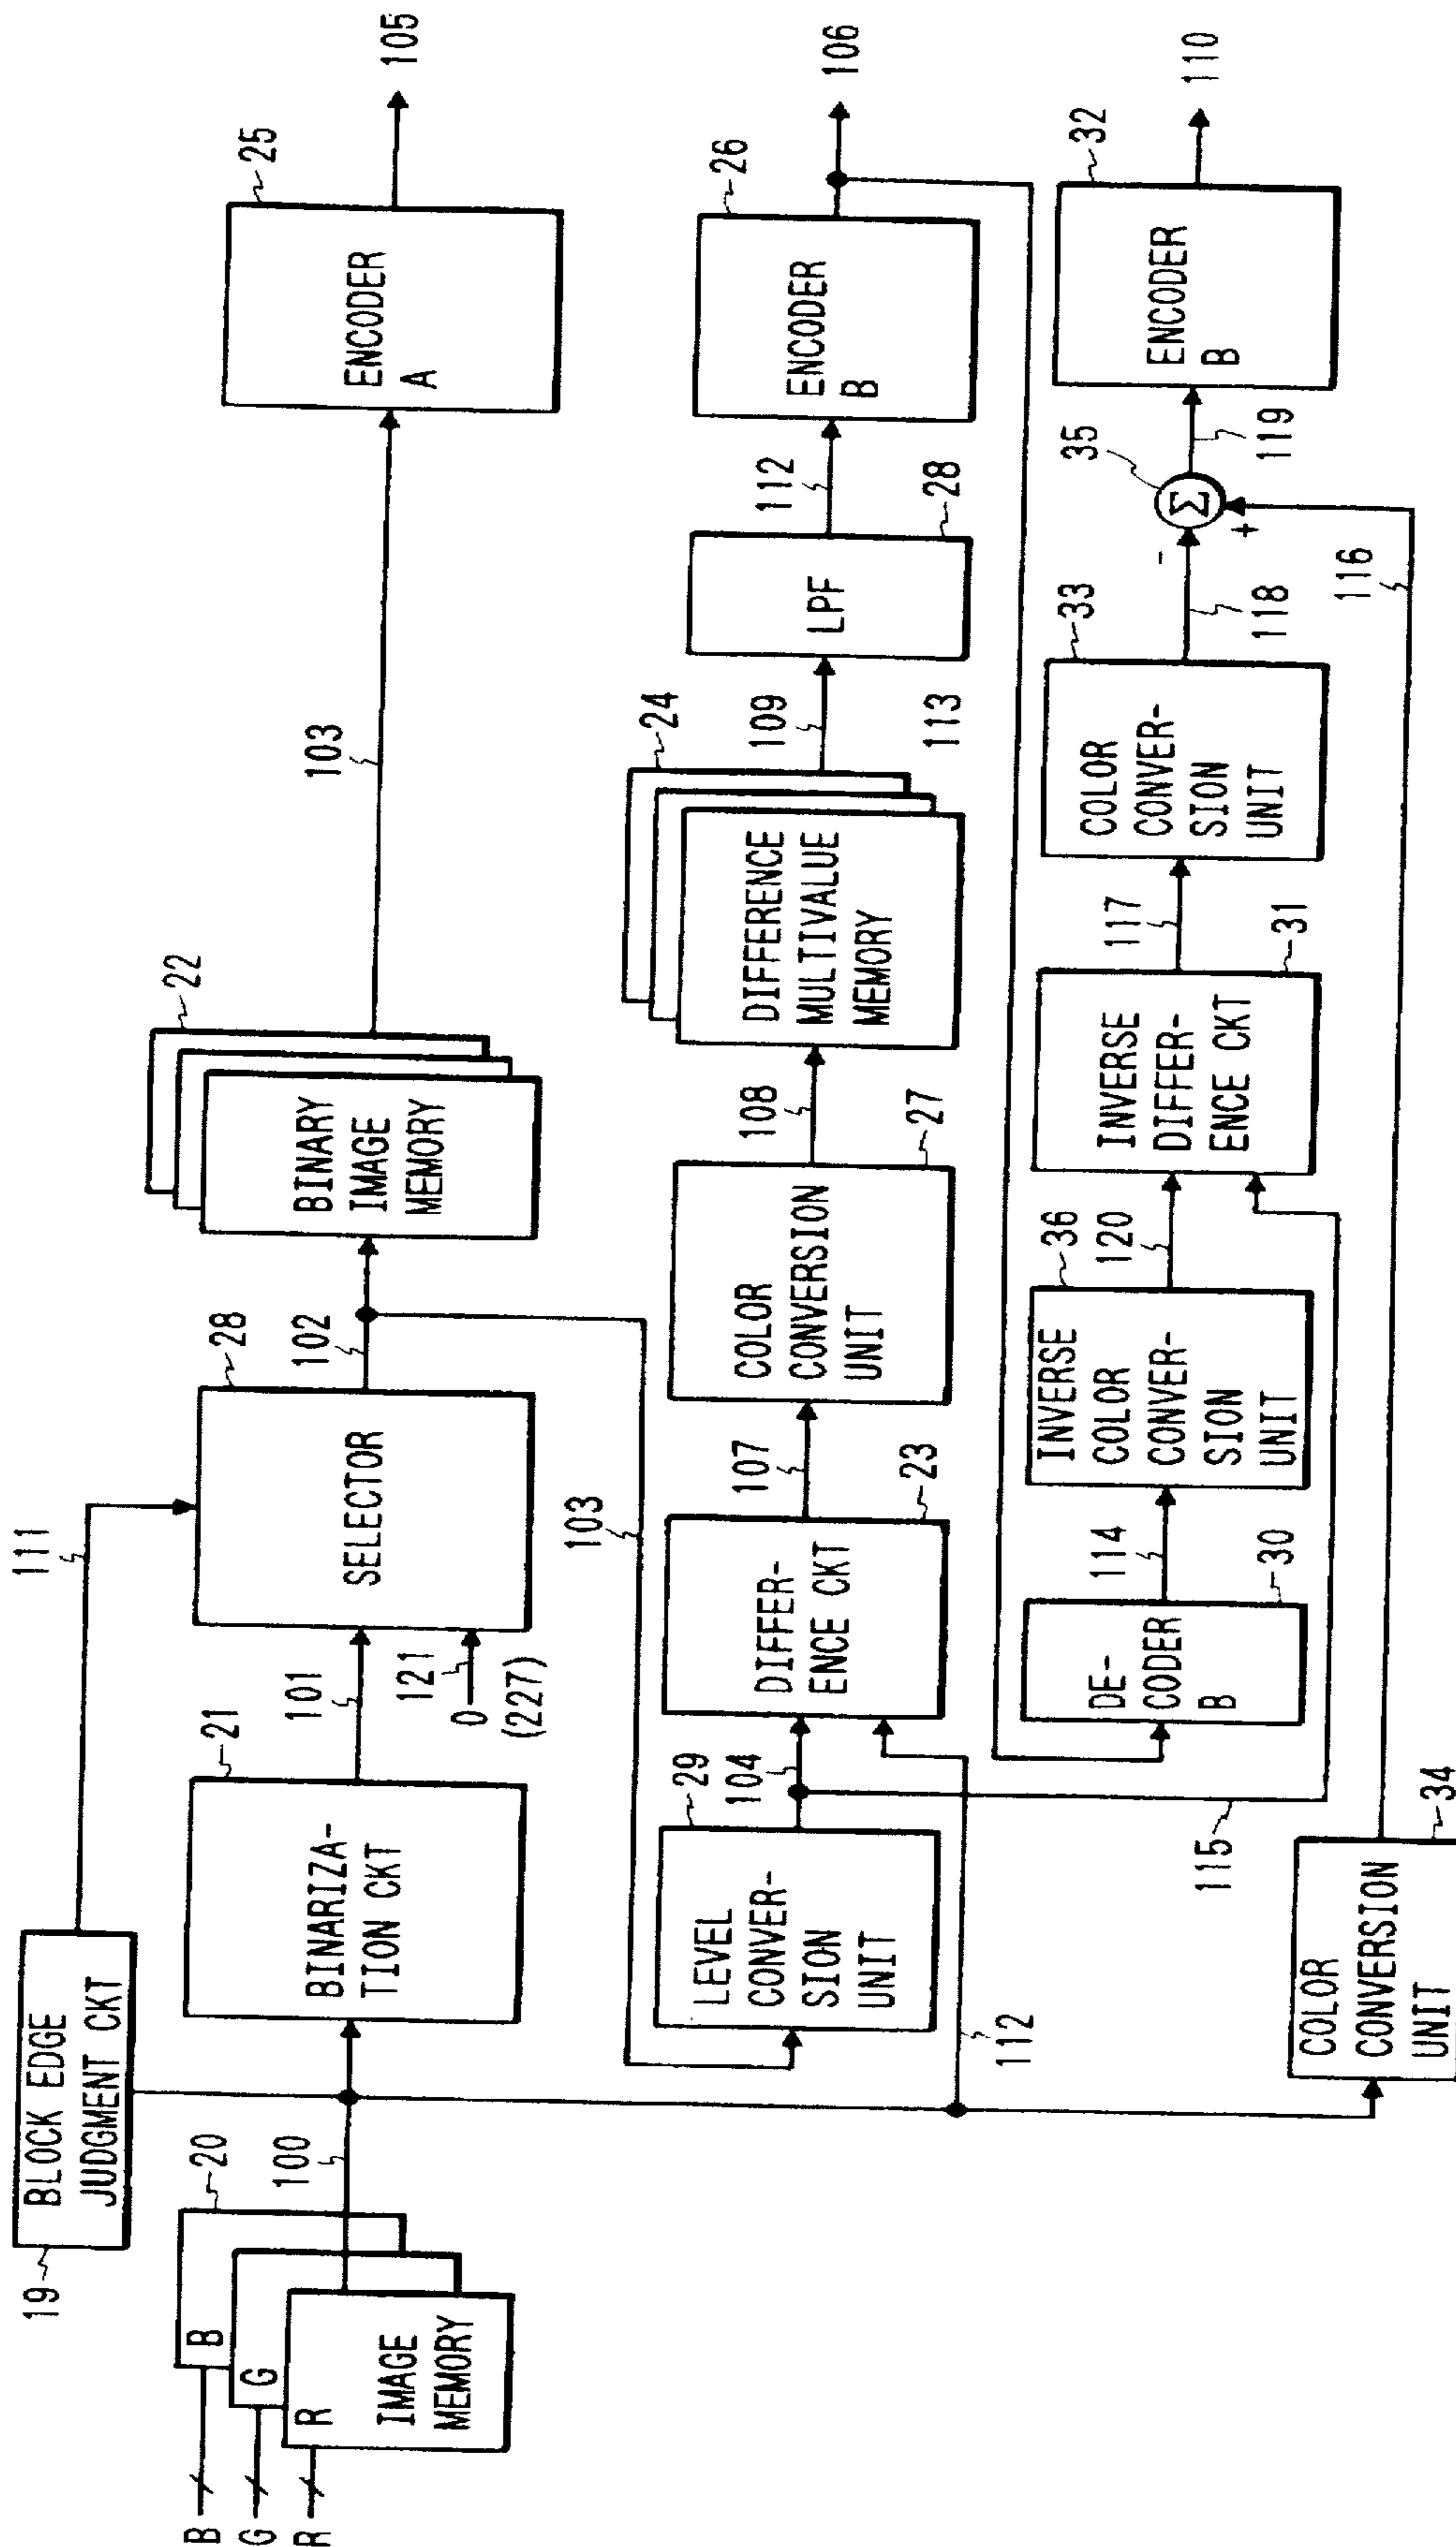 19
BLOCK EDGE
JUDGMENT CKT
111
B
G
R
B
G
R
IMAGE
MEMORY
20
100
BINARIZA-
TION CKT
21
101
121
0
(227)
SELECTOR
28
102
BINARY
IMAGE
MEMORY
22
103
ENCODER
A
25
105
103
LEVEL
CONVER-
SION
UNIT
29
104
112
DIFFER-
ENCE CKT
23
107
COLOR
CONVERSION
UNIT
27
108
DIFFERENCE
MULTIVALUE
MEMORY
24
109
113
LPF
28
112
ENCODER
B
26
106
115
DE-
CODER
B
30
114
INVERSE
COLOR
CONVER-
SION
UNIT
36
120
INVERSE
DIFFER-
ENCE CKT
31
117
COLOR
CONVER-
SION
UNIT
33
118
-
+
Σ
35
119
ENCODER
B
32
110
COLOR
CONVERSION
UNIT
34
116